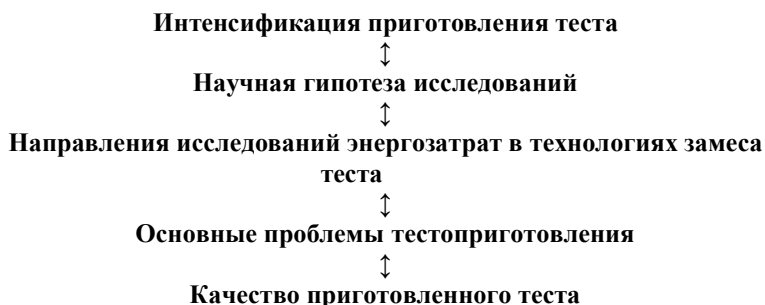 Интенсификация приготовления теста
↕
Научная гипотеза исследований
↕
Направления исследований энергозатрат в технологиях замеса
теста
↕
Основные проблемы тестоприготовления
↕
Качество приготовленного теста